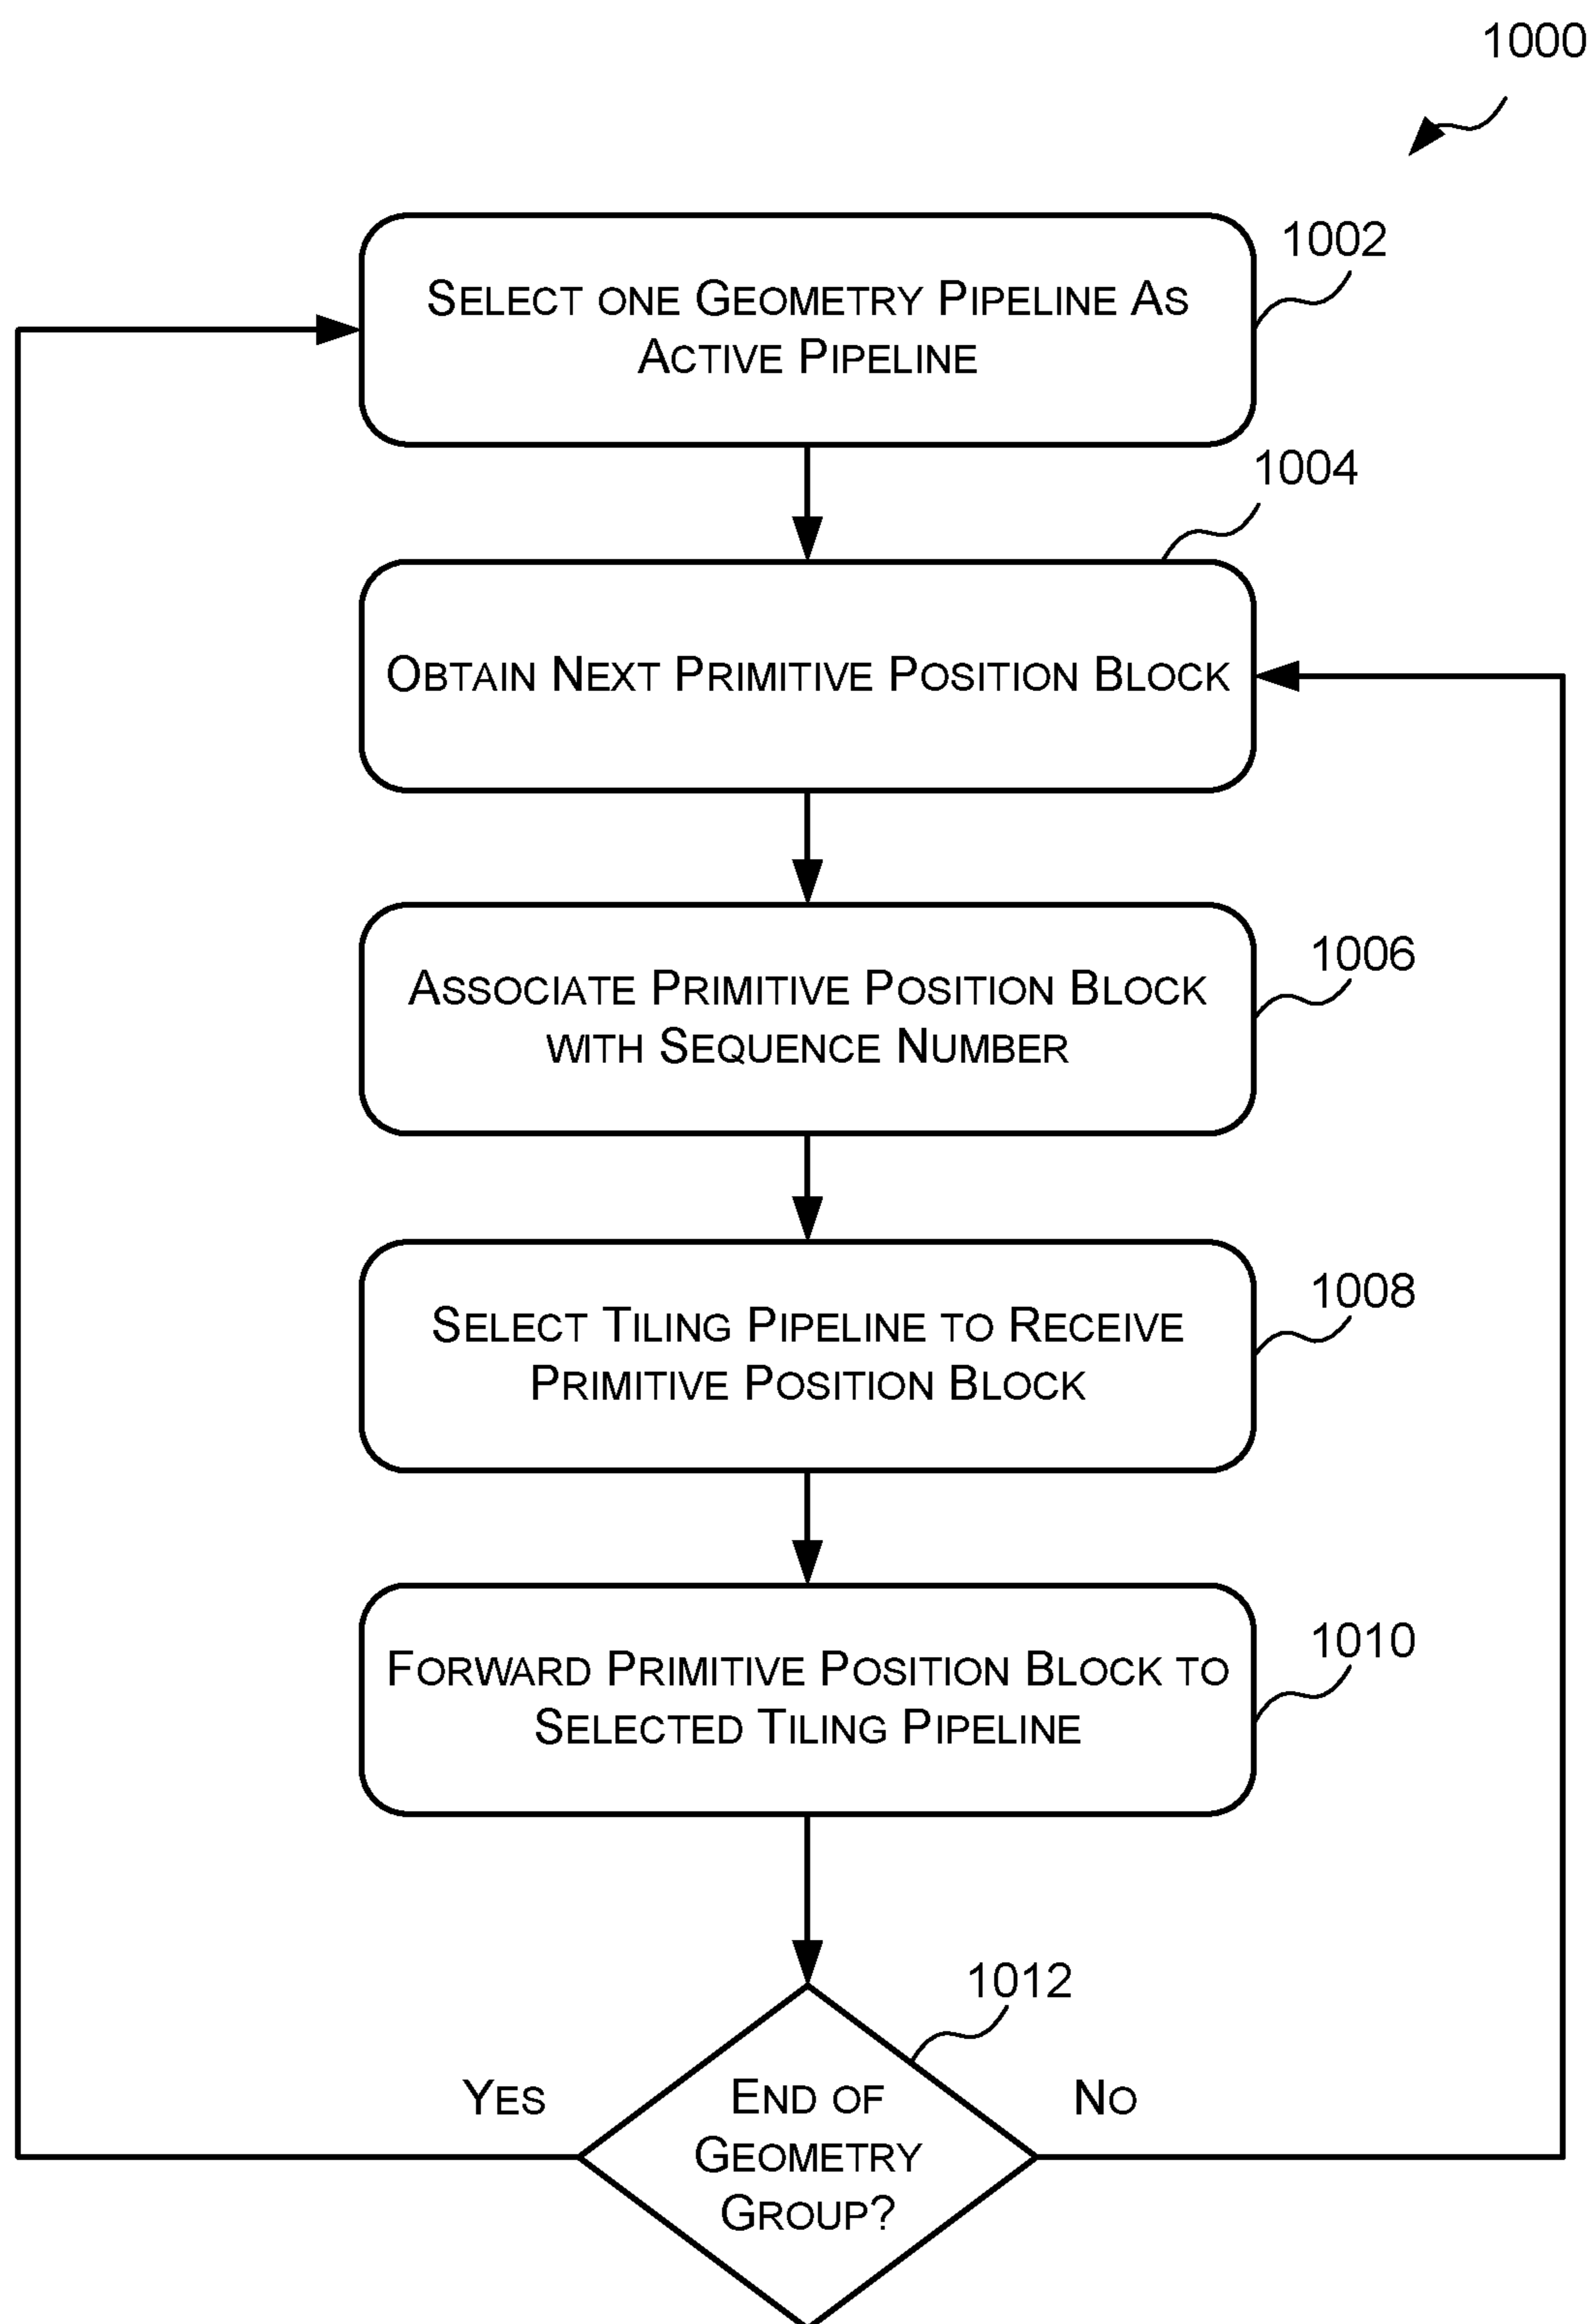 1000
1002
SELECT ONE GEOMETRY PIPELINE AS
ACTIVE PIPELINE
1004
OBTAIN NEXT PRIMITIVE POSITION BLOCK
1006
ASSOCIATE PRIMITIVE POSITION BLOCK
WITH SEQUENCE NUMBER
1008
SELECT TILING PIPELINE TO RECEIVE
PRIMITIVE POSITION BLOCK
1010
FORWARD PRIMITIVE POSITION BLOCK TO
SELECTED TILING PIPELINE
1012
YES
END OF
GEOMETRY
GROUP?
NO